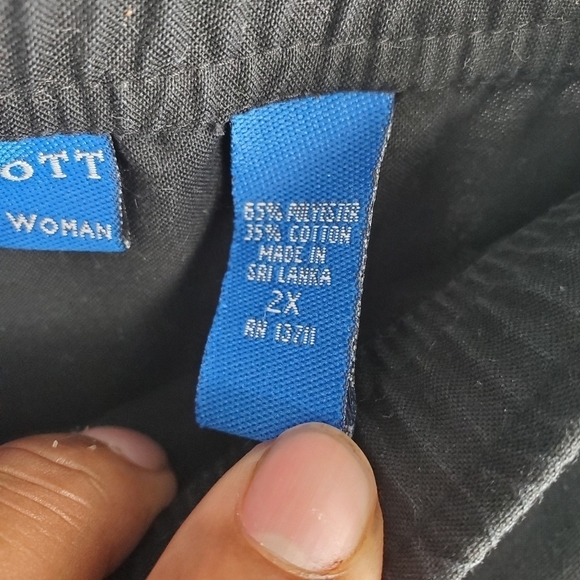 OTT
WOMAN
65% POLYESTER
35% COTTON
MADE IN
SRI LANKA
2X
RN 13711